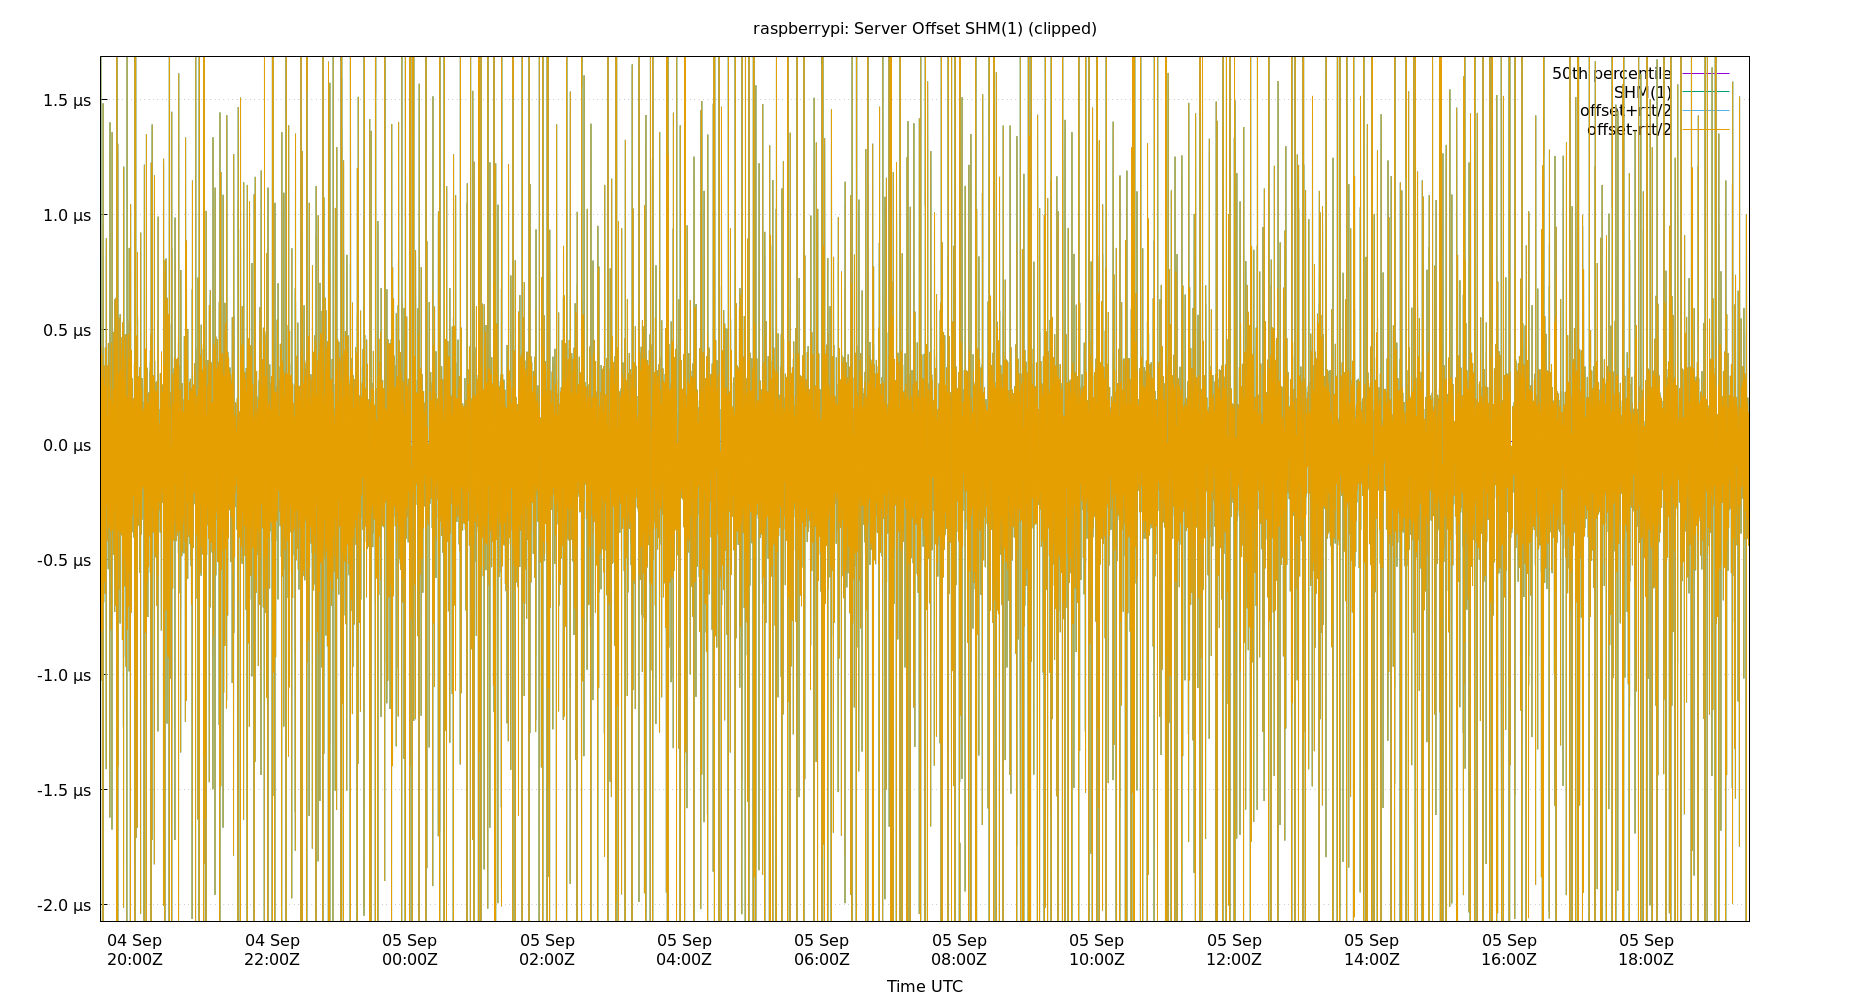 raspberrypi: Server Offset SHM(1) (clipped)
50th percentile
SHM(1)
offset+rtt/2
offset-rtt/2
1.5 µs
1.0 µs
0.5 µs
0.0 µs
-0.5 µs
-1.0 µs
-1.5 µs
-2.0 µs
04 Sep 04 Sep 05 Sep 05 Sep 05 Sep 05 Sep 05 Sep 05 Sep 05 Sep 05 Sep 05 Sep 05 Sep
20:00Z 22:00Z 00:00Z 02:00Z 04:00Z 06:00Z 08:00Z 10:00Z 12:00Z 14:00Z 16:00Z 18:00Z
Time UTC